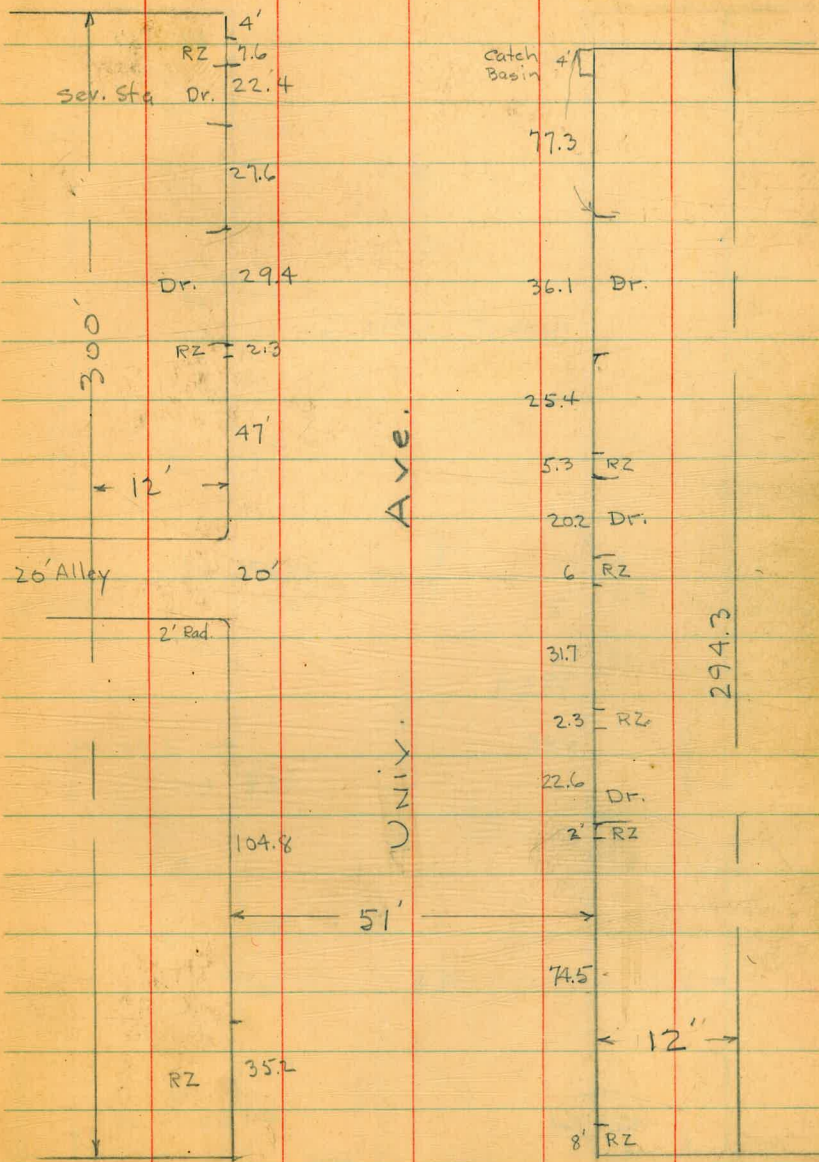 4'
RZ 7.6
Ser. Sta Dr. 22.4
27.6
Dr. 29.4
RZ 2.3
300'
47'
12'
20' Alley 20'
2' Rad.
104.8
RZ 35.2
Univ. Ave.
51'
Catch 4'
Basin
77.3
36.1 Dr.
25.4
5.3 RZ
20.2 Dr.
6 RZ
31.7
2.3 RZ
22.6 Dr.
2' RZ
74.5
294.3
12'
8' RZ